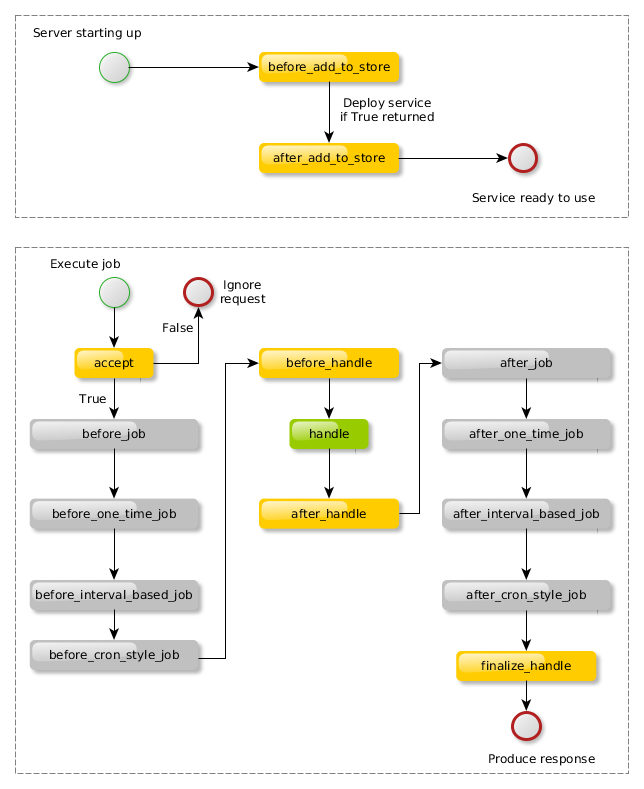 Server starting up
before_add_to_store
Deploy service
if True returned
after_add_to_store
Service ready to use
Execute job
Ignore
request
False
accept
True
before_job
before_one_time_job
before_interval_based_job
before_cron_style_job
before_handle
handle
after_handle
after_job
after_one_time_job
after_interval_based_job
after_cron_style_job
finalize_handle
Produce response